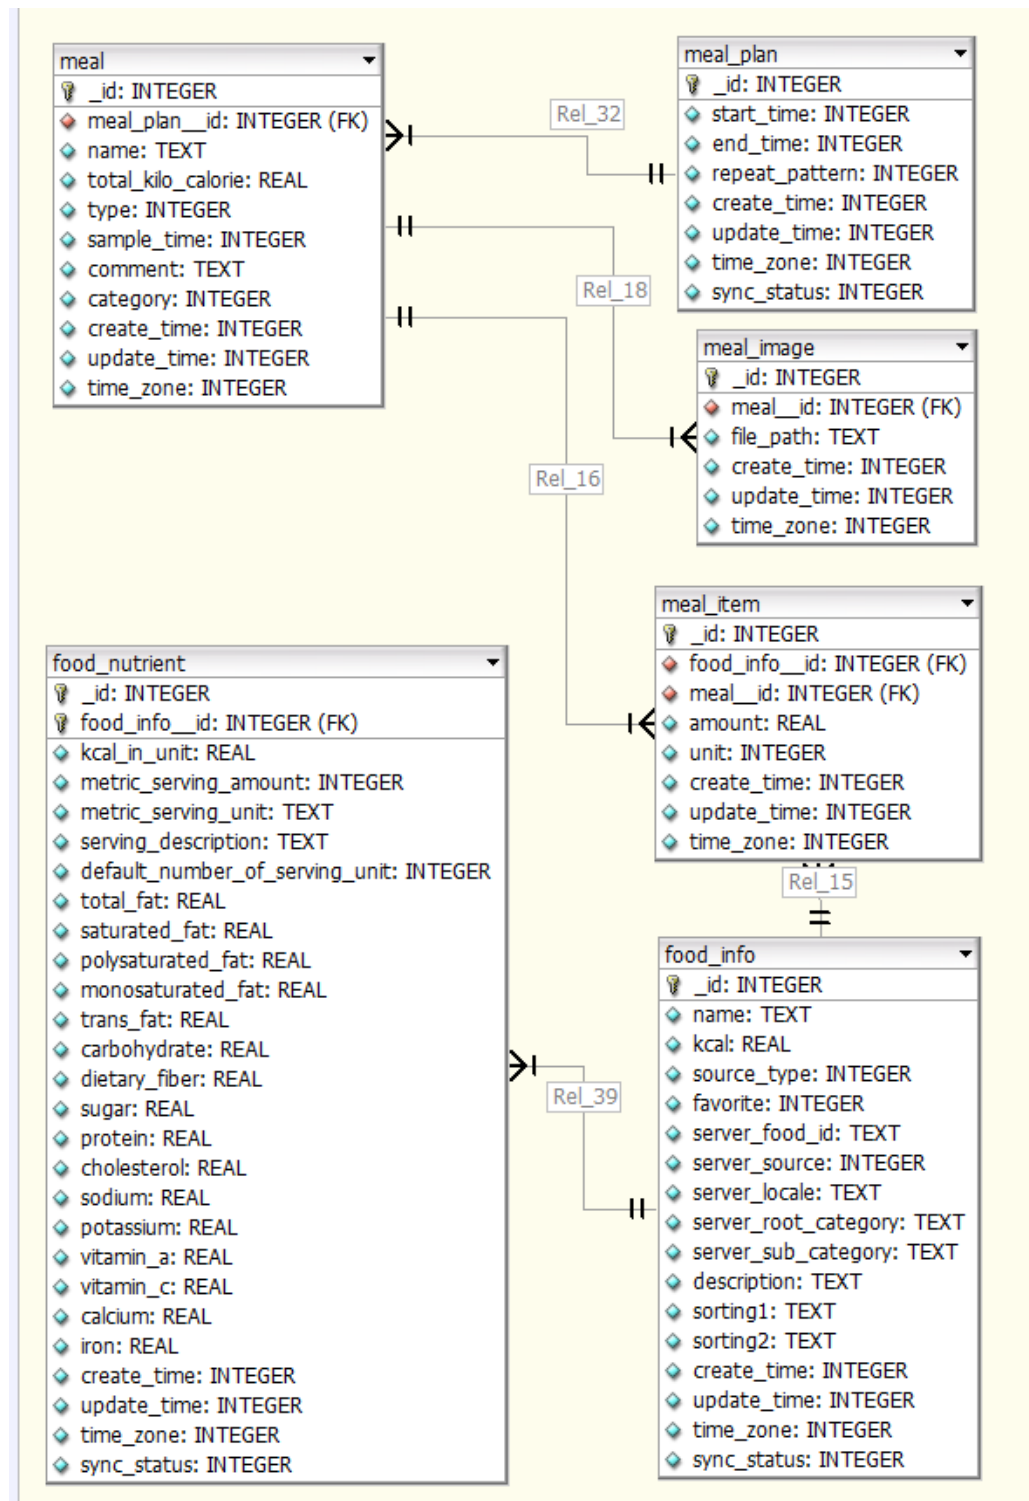 meal
_id: INTEGER
meal_plan__id: INTEGER (FK)
name: TEXT
total_kilo_calorie: REAL
type: INTEGER
sample_time: INTEGER
comment: TEXT
category: INTEGER
create_time: INTEGER
update_time: INTEGER
time_zone: INTEGER
Rel_32
meal_plan
_id: INTEGER
start_time: INTEGER
end_time: INTEGER
repeat_pattern: INTEGER
create_time: INTEGER
update_time: INTEGER
time_zone: INTEGER
sync_status: INTEGER
Rel_18
meal_image
_id: INTEGER
meal__id: INTEGER (FK)
file_path: TEXT
create_time: INTEGER
update_time: INTEGER
time_zone: INTEGER
Rel_16
meal_item
_id: INTEGER
food_info__id: INTEGER (FK)
meal__id: INTEGER (FK)
amount: REAL
unit: INTEGER
create_time: INTEGER
update_time: INTEGER
time_zone: INTEGER
Rel_15
food_nutrient
_id: INTEGER
food_info__id: INTEGER (FK)
kcal_in_unit: REAL
metric_serving_amount: INTEGER
metric_serving_unit: TEXT
serving_description: TEXT
default_number_of_serving_unit: INTEGER
total_fat: REAL
saturated_fat: REAL
polysaturated_fat: REAL
monosaturated_fat: REAL
trans_fat: REAL
carbohydrate: REAL
dietary_fiber: REAL
sugar: REAL
protein: REAL
cholesterol: REAL
sodium: REAL
potassium: REAL
vitamin_a: REAL
vitamin_c: REAL
calcium: REAL
iron: REAL
create_time: INTEGER
update_time: INTEGER
time_zone: INTEGER
sync_status: INTEGER
Rel_39
food_info
_id: INTEGER
name: TEXT
kcal: REAL
source_type: INTEGER
favorite: INTEGER
server_food_id: TEXT
server_source: INTEGER
server_locale: TEXT
server_root_category: TEXT
server_sub_category: TEXT
description: TEXT
sorting1: TEXT
sorting2: TEXT
create_time: INTEGER
update_time: INTEGER
time_zone: INTEGER
sync_status: INTEGER